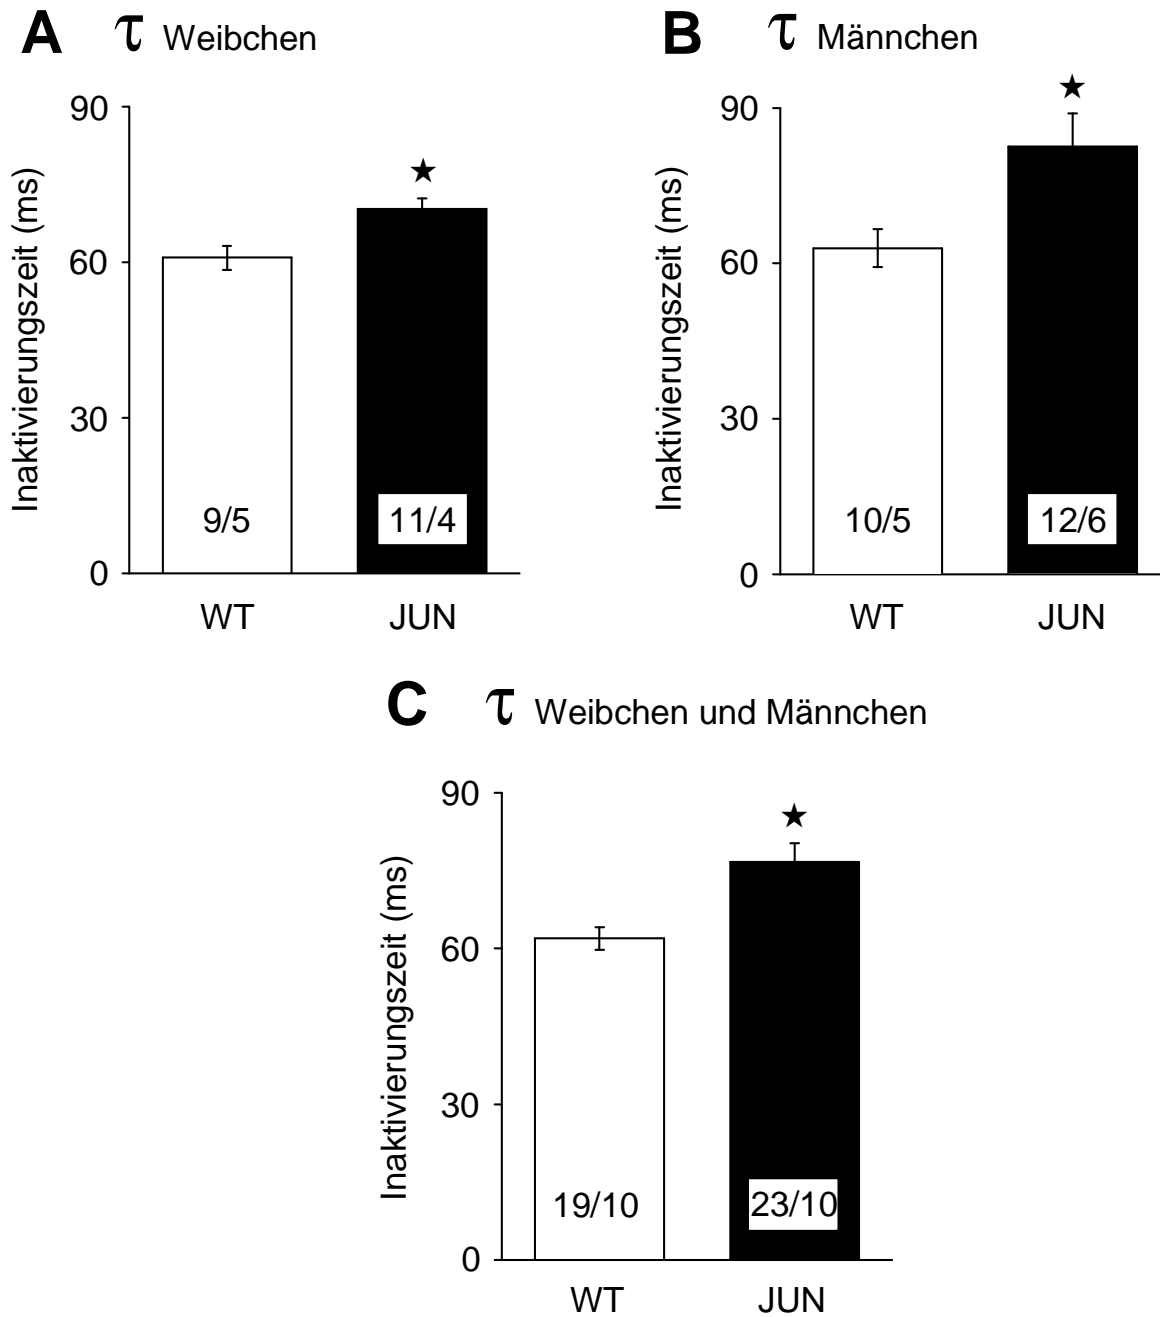 A τ Weibchen
90
60
30
0
Inaktivierungszeit (ms)
★
9/5
11/4
WT JUN
B τ Männchen
90
60
30
0
Inaktivierungszeit (ms)
★
10/5
12/6
WT JUN
C τ Weibchen und Männchen
90
60
30
0
Inaktivierungszeit (ms)
★
19/10
23/10
WT JUN